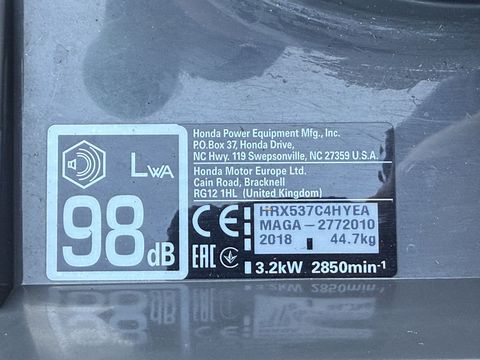 LWA
98 dB
Honda Power Equipment Mfg., Inc.
P.O.Box 37, Honda Drive,
NC Hwy. 119 Swepsonville, NC 27359 U.S.A.
Honda Motor Europe Ltd.
Cain Road, Bracknell
RG12 1HL (United Kingdom)
CE
HRX537C4HYEA
MAGA-2772010
2018 44.7kg
EAC
3.2kW 2850min-1